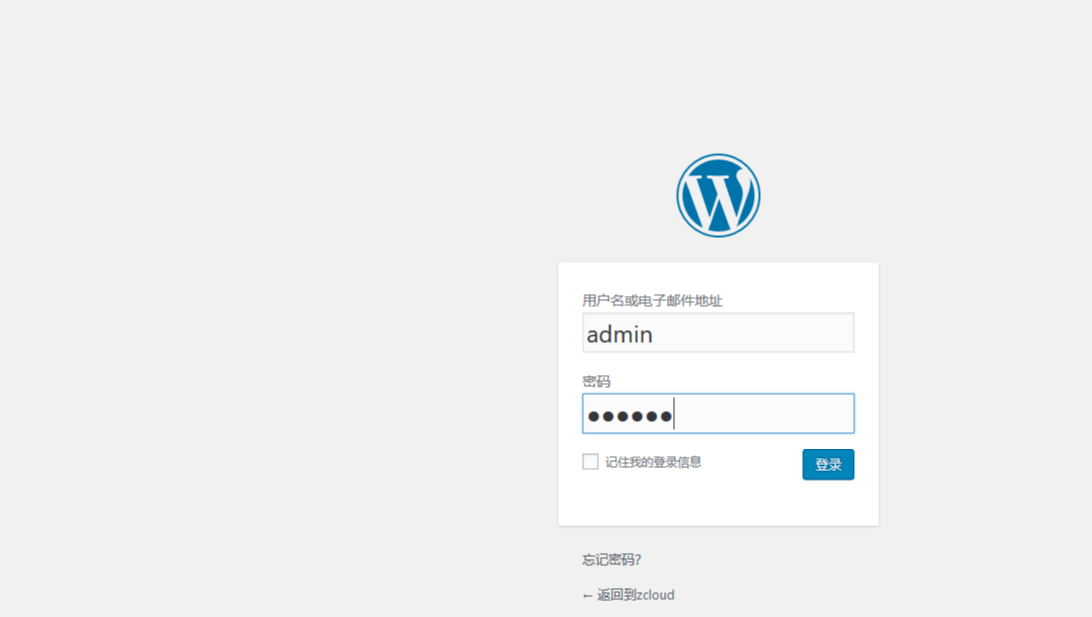 用户名或电子邮件地址
admin
密码
●●●●●●
记住我的登录信息
登录
忘记密码?
← 返回到zcloud